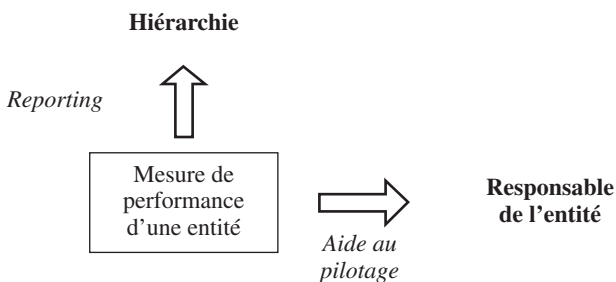 Hiérarchie
Reporting
Mesure de
performance
d'une entité
Aide au
pilotage
Responsable
de l'entité